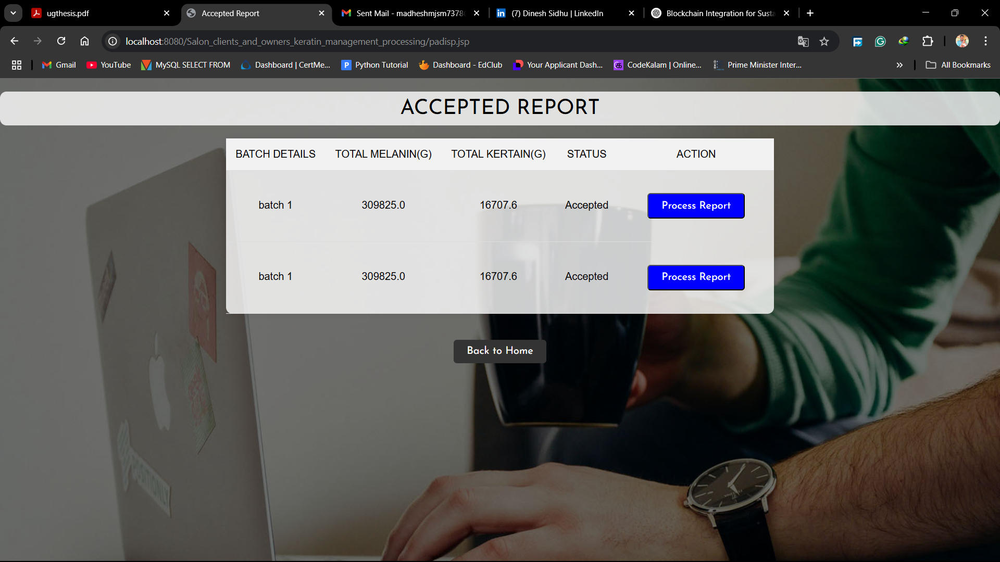 ugthesis.pdf
Accepted Report
Sent Mail - madheshmjsm7378
(7) Dinesh Sidhu | LinkedIn
Blockchain Integration for Susta
localhost:8080/Salon_clients_and_owners_keratin_management_processing/padisp.jsp
Gmail
YouTube
MySQL SELECT FROM
Dashboard | CertMe...
Python Tutorial
Dashboard - EdClub
Your Applicant Dash...
CodeKalam | Online...
Prime Minister Inter...
All Bookmarks
ACCEPTED REPORT
BATCH DETAILS TOTAL MELANIN(G) TOTAL KERTAIN(G) STATUS ACTION
batch 1 309825.0 16707.6 Accepted Process Report
batch 1 309825.0 16707.6 Accepted Process Report
Back to Home